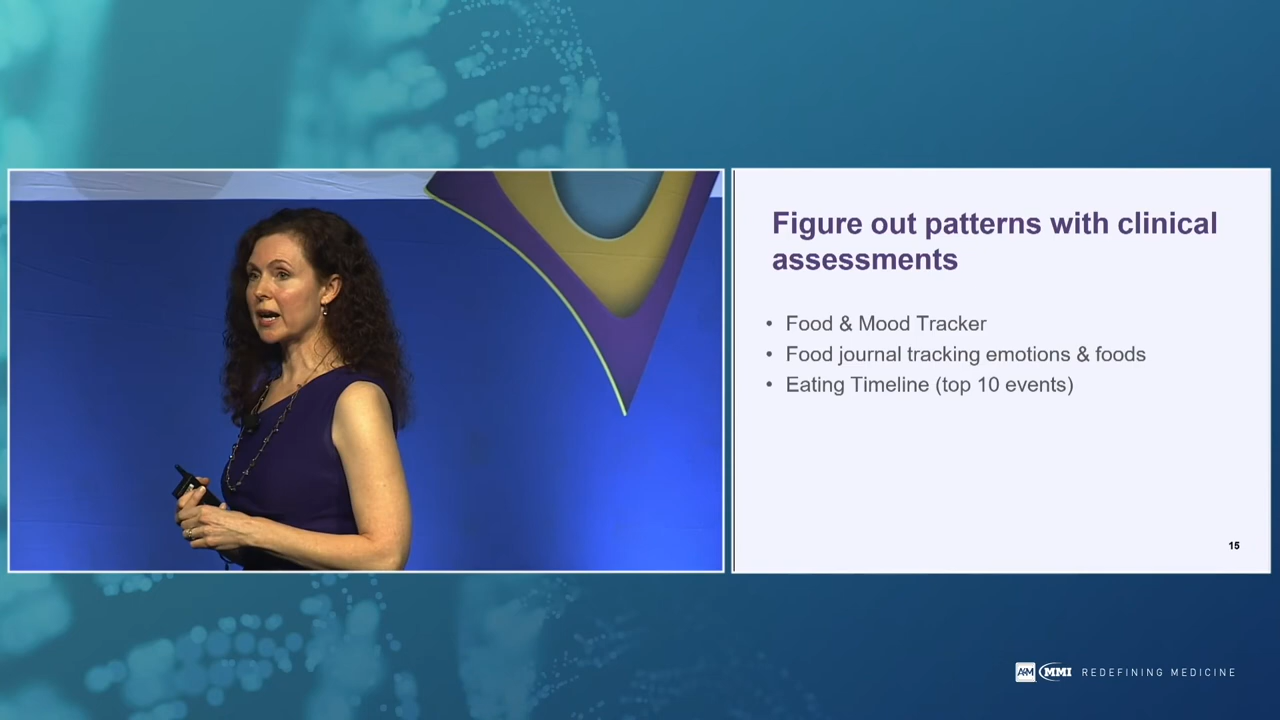 Figure out patterns with clinical
assessments
• Food & Mood Tracker
• Food journal tracking emotions & foods
• Eating Timeline (top 10 events)
15
A4M MMI REDEFINING MEDICINE